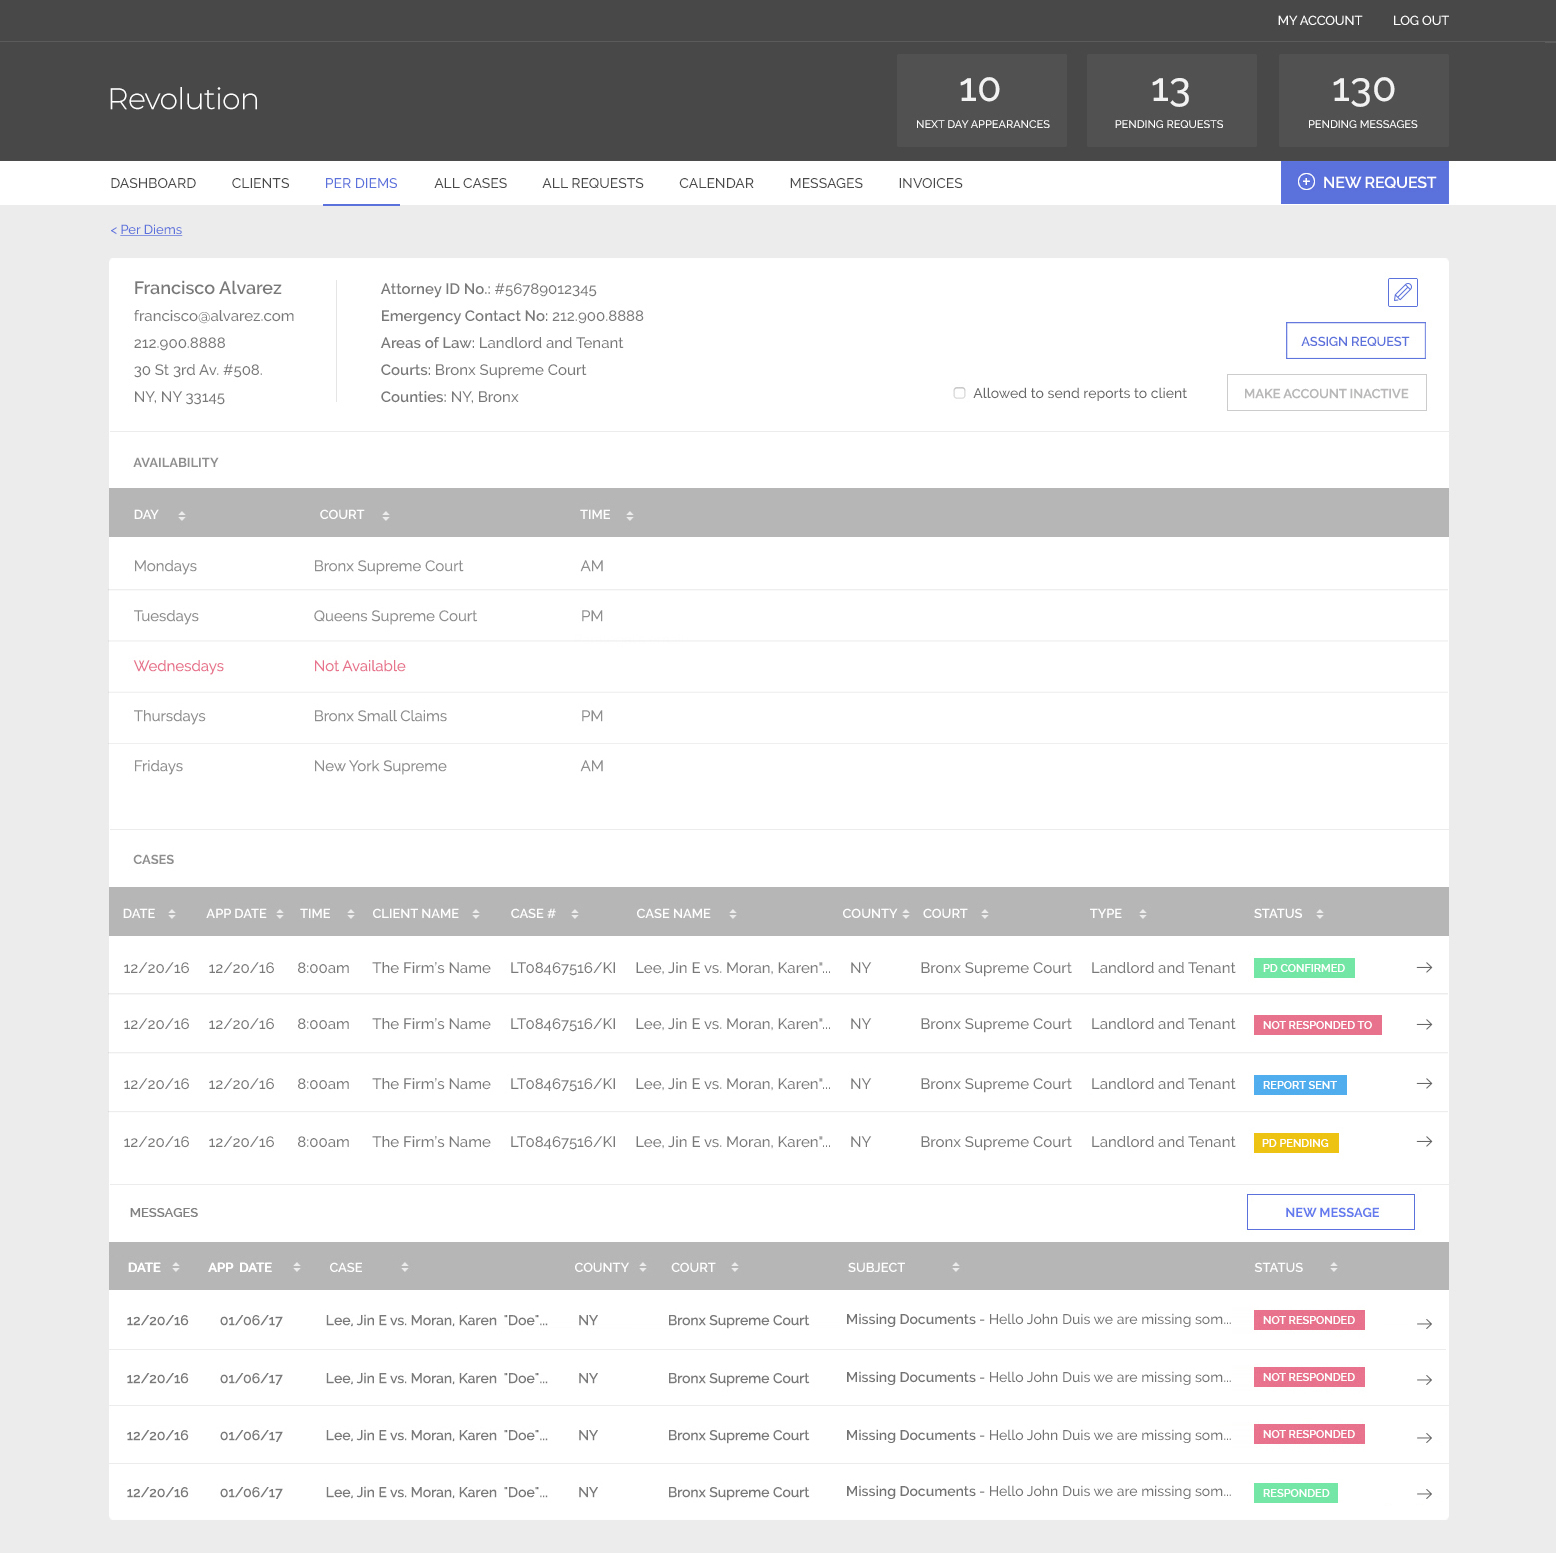 MY ACCOUNT LOG OUT
Revolution
10 13 130
NEXT DAY APPEARANCES PENDING REQUESTS PENDING MESSAGES
DASHBOARD CLIENTS PER DIEMS ALL CASES ALL REQUESTS CALENDAR MESSAGES INVOICES NEW REQUEST
< Per Diems
Francisco Alvarez
francisco@alvarez.com
212.900.8888
30 St 3rd Av. #508.
NY, NY 33145
Attorney ID No.: #56789012345
Emergency Contact No: 212.900.8888
Areas of Law: Landlord and Tenant
Courts: Bronx Supreme Court
Counties: NY, Bronx
ASSIGN REQUEST
Allowed to send reports to client MAKE ACCOUNT INACTIVE
AVAILABILITY
DAY COURT TIME
Mondays Bronx Supreme Court AM
Tuesdays Queens Supreme Court PM
Wednesdays Not Available
Thursdays Bronx Small Claims PM
Fridays New York Supreme AM
CASES
DATE APP DATE TIME CLIENT NAME CASE # CASE NAME COUNTY COURT TYPE STATUS
12/20/16 12/20/16 8:00am The Firm's Name LT08467516/KI Lee, Jin E vs. Moran, Karen"... NY Bronx Supreme Court Landlord and Tenant PD CONFIRMED
12/20/16 12/20/16 8:00am The Firm's Name LT08467516/KI Lee, Jin E vs. Moran, Karen"... NY Bronx Supreme Court Landlord and Tenant NOT RESPONDED TO
12/20/16 12/20/16 8:00am The Firm's Name LT08467516/KI Lee, Jin E vs. Moran, Karen"... NY Bronx Supreme Court Landlord and Tenant REPORT SENT
12/20/16 12/20/16 8:00am The Firm's Name LT08467516/KI Lee, Jin E vs. Moran, Karen"... NY Bronx Supreme Court Landlord and Tenant PD PENDING
MESSAGES NEW MESSAGE
DATE APP DATE CASE COUNTY COURT SUBJECT STATUS
12/20/16 01/06/17 Lee, Jin E vs. Moran, Karen "Doe"... NY Bronx Supreme Court Missing Documents - Hello John Duis we are missing som... NOT RESPONDED
12/20/16 01/06/17 Lee, Jin E vs. Moran, Karen "Doe"... NY Bronx Supreme Court Missing Documents - Hello John Duis we are missing som... NOT RESPONDED
12/20/16 01/06/17 Lee, Jin E vs. Moran, Karen "Doe"... NY Bronx Supreme Court Missing Documents - Hello John Duis we are missing som... NOT RESPONDED
12/20/16 01/06/17 Lee, Jin E vs. Moran, Karen "Doe"... NY Bronx Supreme Court Missing Documents - Hello John Duis we are missing som... RESPONDED